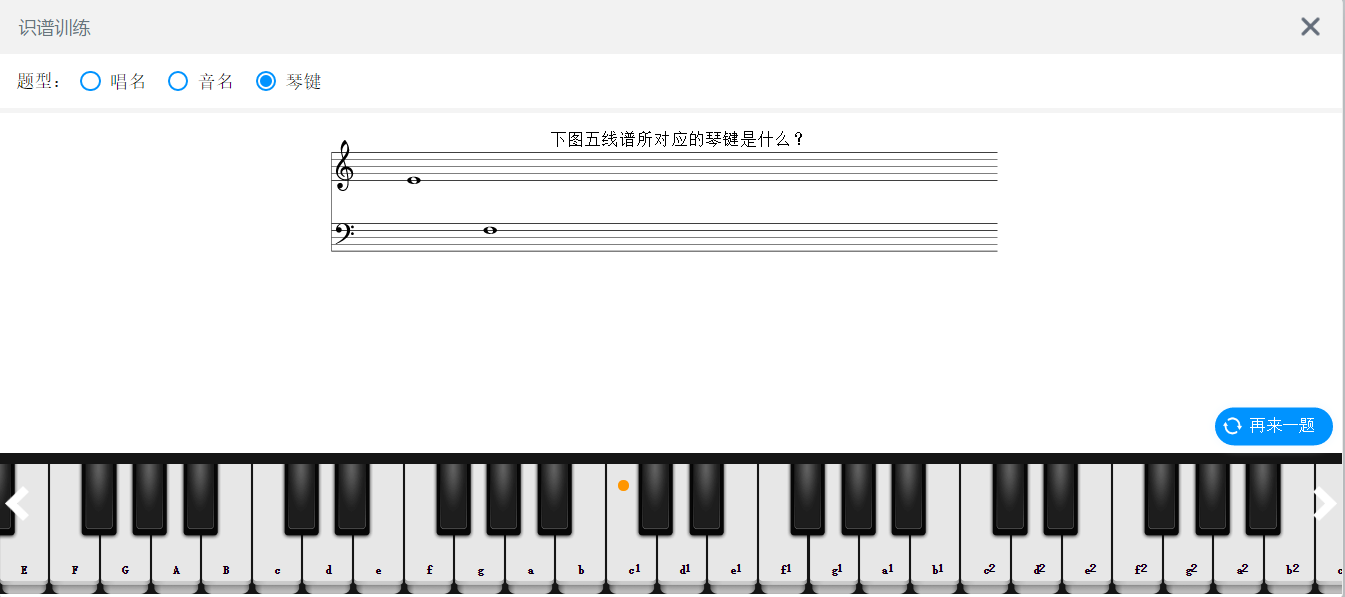 识谱训练
题型： 唱名 音名 琴键
下图五线谱所对应的琴键是什么？
再来一题
E F G A B c d e f g a b c1 d1 e1 f1 g1 a1 b1 c2 d2 e2 f2 g2 a2 b2